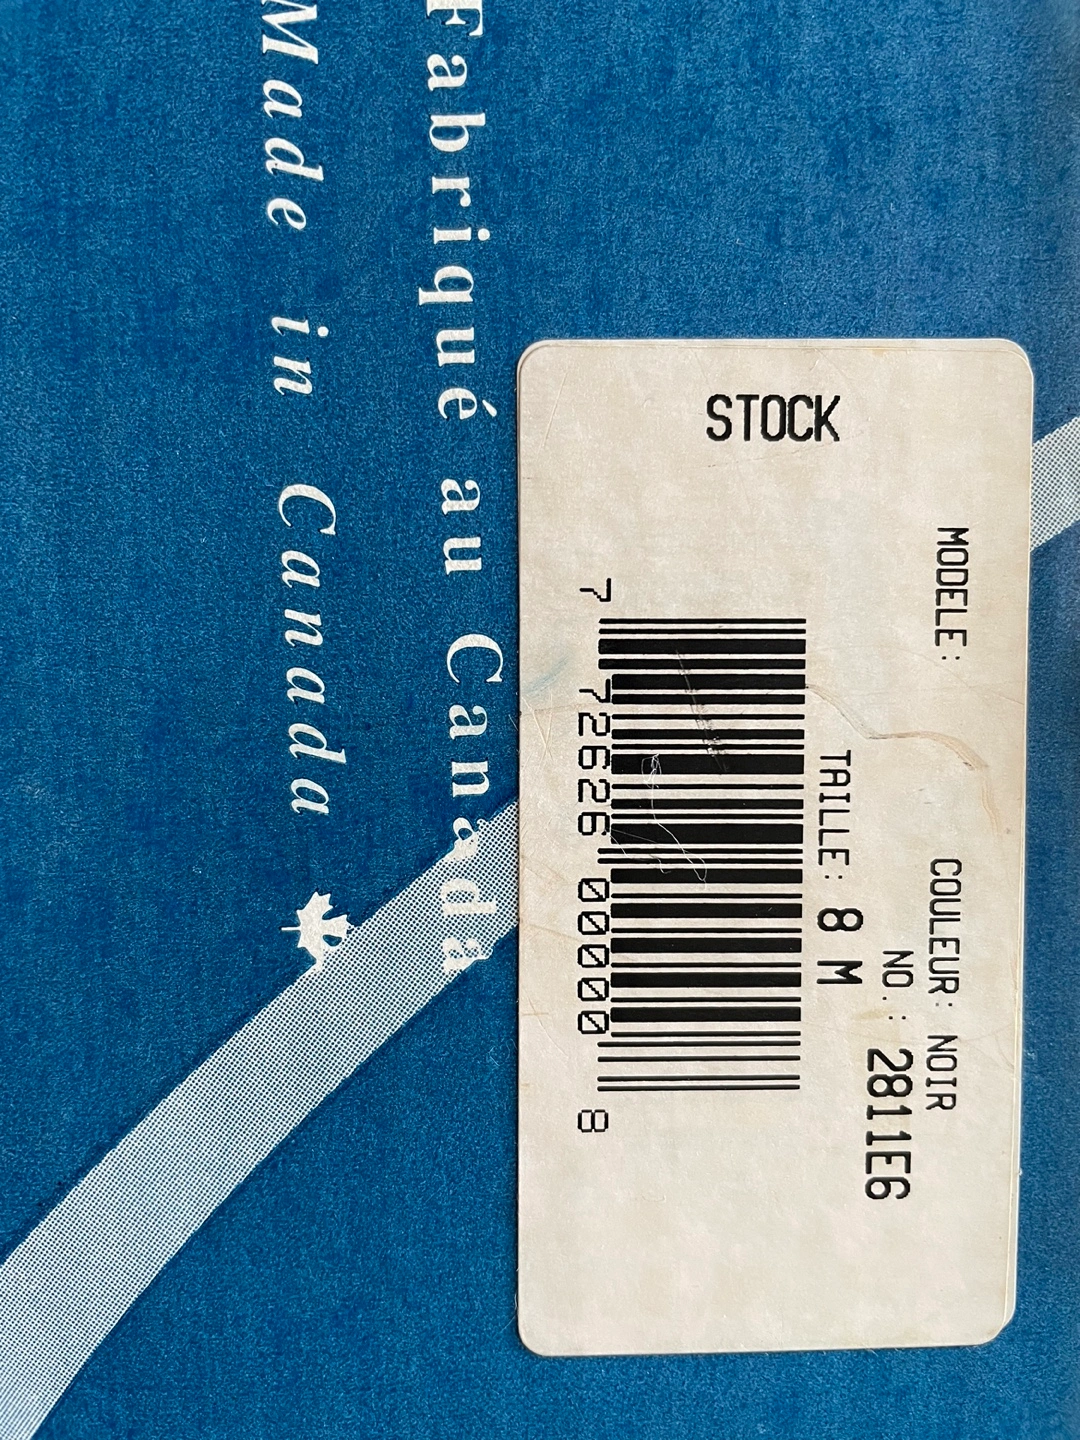 Fabriqué au Canada
Made in Canada
STOCK
MODELE:
COULEUR: NOIR
NO.: 2811E6
TAILLE: 8 M
7 72626 00000 8